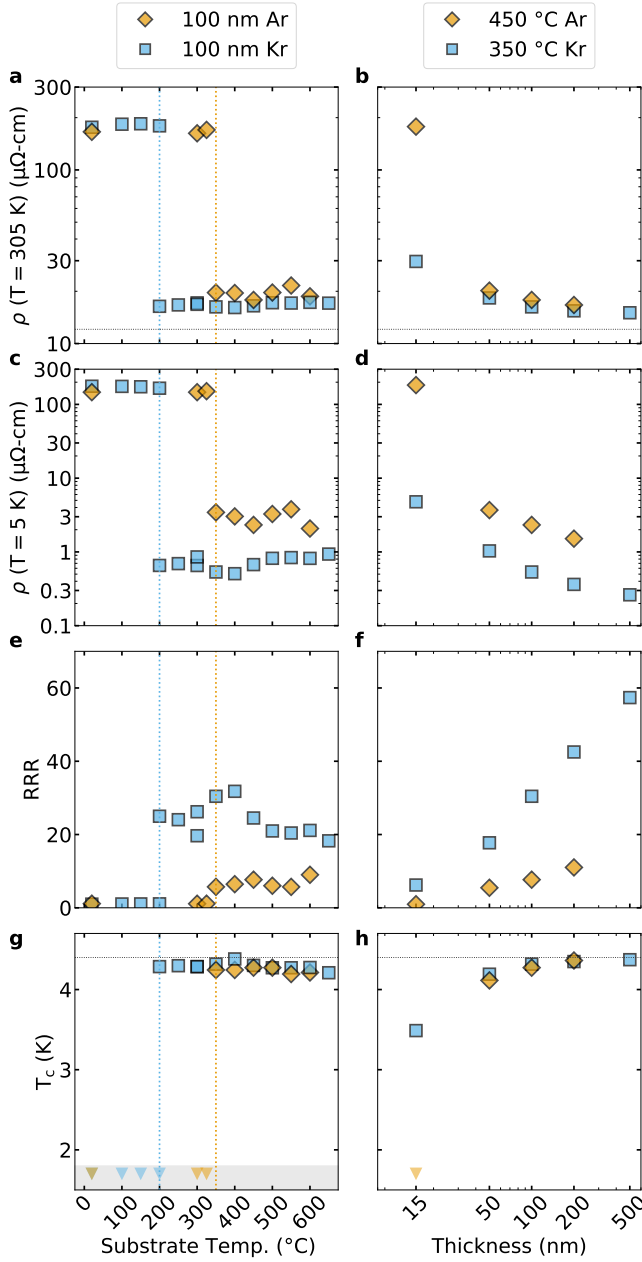 100 nm Ar
100 nm Kr
450 °C Ar
350 °C Kr
a
b
300
100
30
10
ρ (T = 305 K) (μΩ-cm)
c
d
300
100
30
10
3
1
0.3
0.1
ρ (T = 5 K) (μΩ-cm)
e
f
60
40
20
0
RRR
g
h
4
3
2
T_c (K)
0
100
200
300
400
500
600
Substrate Temp. (°C)
15
50
100
200
500
Thickness (nm)